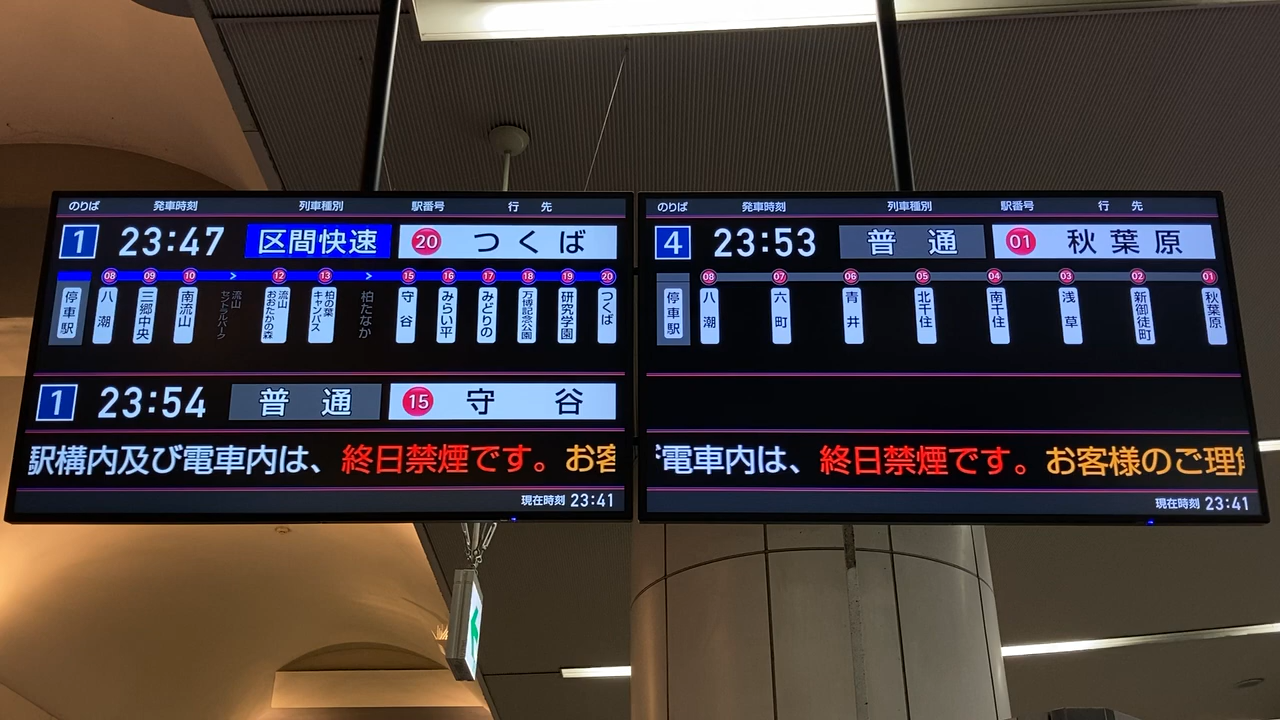 のりば 発車時刻 列車種別 駅番号 行先
1 23:47 区間快速 20 つくば
08 09 10 > 12 13 > 15 16 17 18 19 20
停車駅 八潮 三郷中央 南流山 流山セントラルパーク 流山おおたかの森 柏の葉キャンパス 柏たなか 守谷 みらい平 みどりの 万博記念公園 研究学園 つくば
1 23:54 普通 15 守谷
駅構内及び電車内は、終日禁煙です。お客
現在時刻 23:41
のりば 発車時刻 列車種別 駅番号 行先
4 23:53 普通 01 秋葉原
08 07 06 05 04 03 02 01
停車駅 八潮 六町 青井 北千住 南千住 浅草 新御徒町 秋葉原
電車内は、終日禁煙です。お客様のご理
現在時刻 23:41